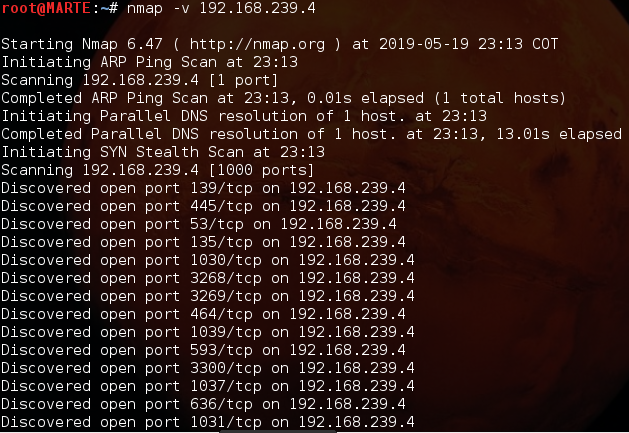 root@MARTE:~# nmap -v 192.168.239.4
Starting Nmap 6.47 ( http://nmap.org ) at 2019-05-19 23:13 COT
Initiating ARP Ping Scan at 23:13
Scanning 192.168.239.4 [1 port]
Completed ARP Ping Scan at 23:13, 0.01s elapsed (1 total hosts)
Initiating Parallel DNS resolution of 1 host. at 23:13
Completed Parallel DNS resolution of 1 host. at 23:13, 13.01s elapsed
Initiating SYN Stealth Scan at 23:13
Scanning 192.168.239.4 [1000 ports]
Discovered open port 139/tcp on 192.168.239.4
Discovered open port 445/tcp on 192.168.239.4
Discovered open port 53/tcp on 192.168.239.4
Discovered open port 135/tcp on 192.168.239.4
Discovered open port 1030/tcp on 192.168.239.4
Discovered open port 3268/tcp on 192.168.239.4
Discovered open port 3269/tcp on 192.168.239.4
Discovered open port 464/tcp on 192.168.239.4
Discovered open port 1039/tcp on 192.168.239.4
Discovered open port 593/tcp on 192.168.239.4
Discovered open port 3300/tcp on 192.168.239.4
Discovered open port 1037/tcp on 192.168.239.4
Discovered open port 636/tcp on 192.168.239.4
Discovered open port 1031/tcp on 192.168.239.4